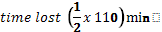 time lost (1/2 x 110) min